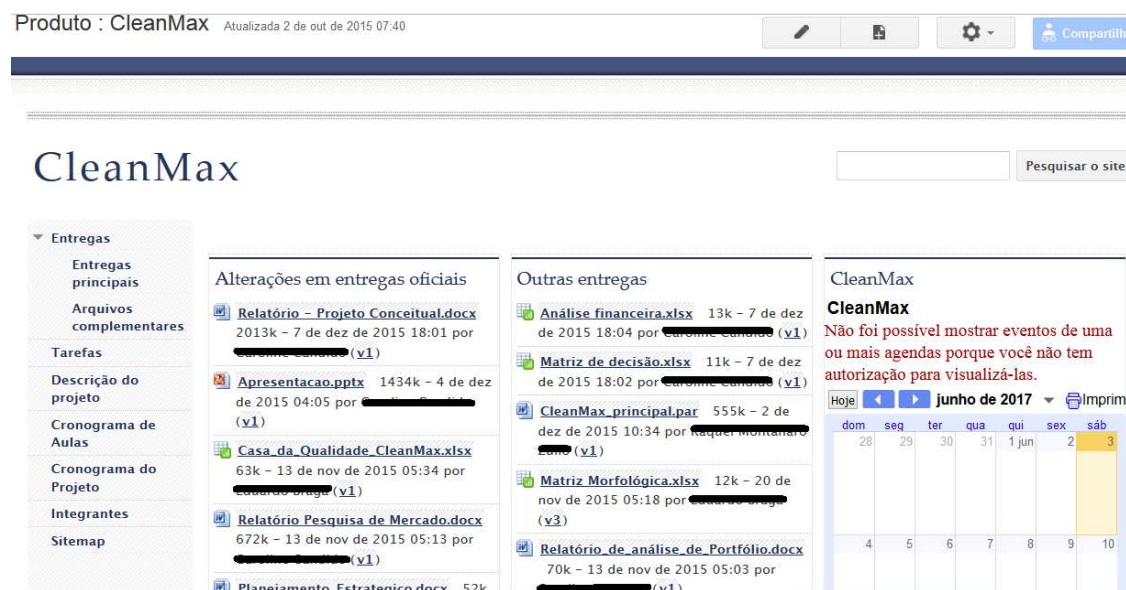 Produto : CleanMax Atualizada 2 de out de 2015 07:40
Compartilh
CleanMax
Pesquisar o site
Entregas
Entregas
principais
Arquivos
complementares
Tarefas
Descrição do
projeto
Cronograma de
Aulas
Cronograma do
Projeto
Integrantes
Sitemap
Alterações em entregas oficiais
Relatório - Projeto Conceitual.docx
2013k - 7 de dez de 2015 18:01 por
(v1)
Apresentacao.pptx 1434k - 4 de dez
de 2015 04:05 por
(v1)
Casa_da_Qualidade_CleanMax.xlsx
63k - 13 de nov de 2015 05:34 por
(v1)
Relatório Pesquisa de Mercado.docx
672k - 13 de nov de 2015 05:13 por
(v1)
Planejamento_Estrategico.docx 52k
Outras entregas
Análise financeira.xlsx 13k - 7 de dez
de 2015 18:04 por (v1)
Matriz de decisão.xlsx 11k - 7 de dez
de 2015 18:02 por (v1)
CleanMax_principal.par 555k - 2 de
dez de 2015 10:34 por
(v1)
Matriz Morfológica.xlsx 12k - 20 de
nov de 2015 05:18 por
(v3)
Relatório_de_análise_de_Portfólio.docx
70k - 13 de nov de 2015 05:03 por
(v1)
CleanMax
CleanMax
Não foi possível mostrar eventos de uma
ou mais agendas porque você não tem
autorização para visualizá-las.
Hoje junho de 2017 Imprim
dom seg ter qua qui sex sáb
28 29 30 31 1 jun 2 3
4 5 6 7 8 9 10